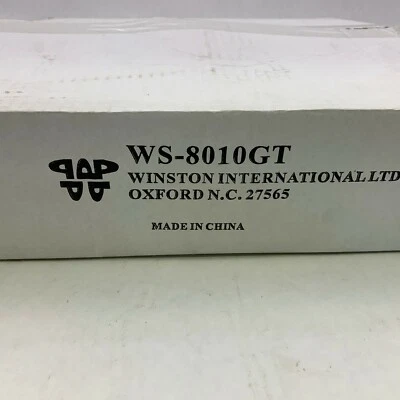 WS-8010GT
WINSTON INTERNATIONAL LTD
OXFORD N.C. 27565
MADE IN CHINA